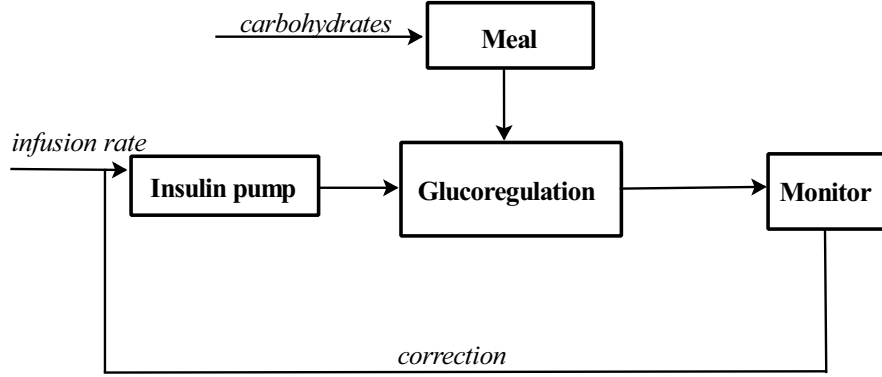 carbohydrates
Meal
infusion rate
Insulin pump
Glucoregulation
Monitor
correction